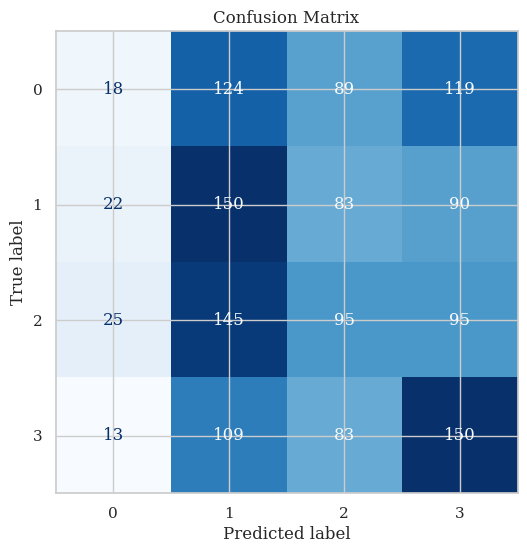 Confusion Matrix
True label
0 18 124 89 119
1 22 150 83 90
2 25 145 95 95
3 13 109 83 150
0 1 2 3
Predicted label